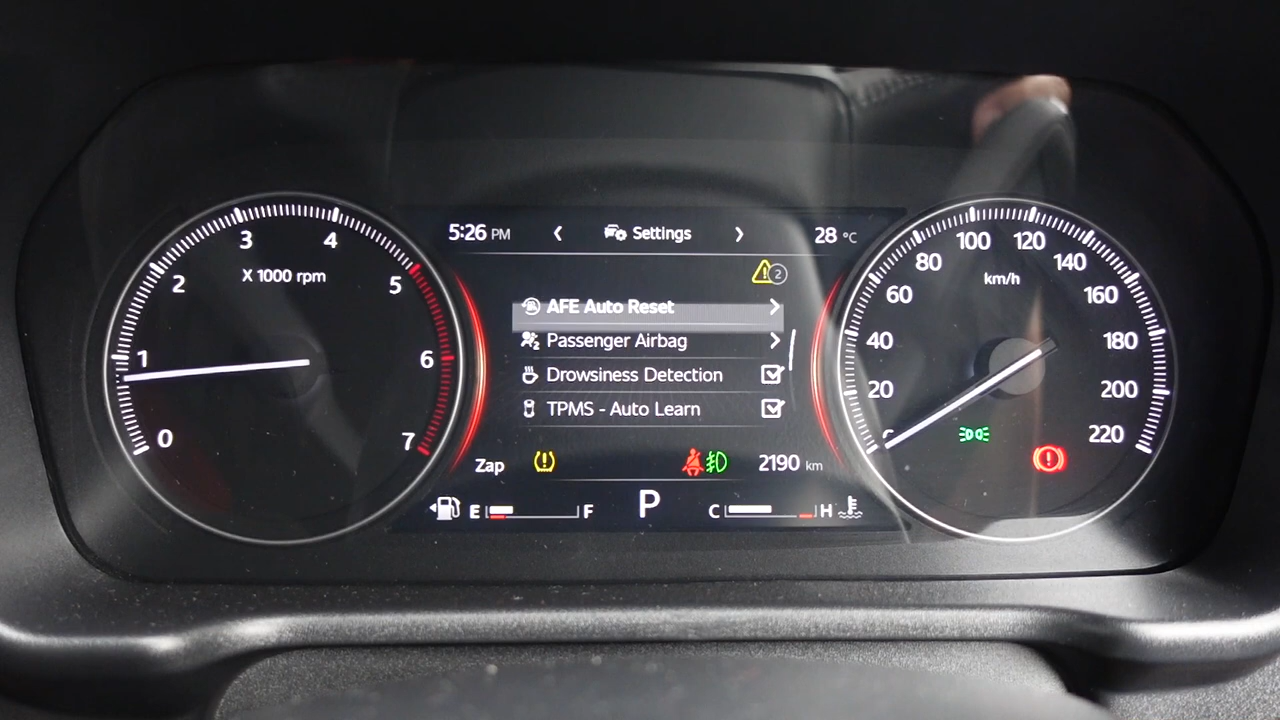 5:26 PM < Settings > 28 °C
2
AFE Auto Reset >
Passenger Airbag >
Drowsiness Detection
TPMS - Auto Learn
Zap 2190 km
E F P C H
0 1 2 3 4 5 6 7
X 1000 rpm
0 20 40 60 80 100 120 140 160 180 200 220
km/h